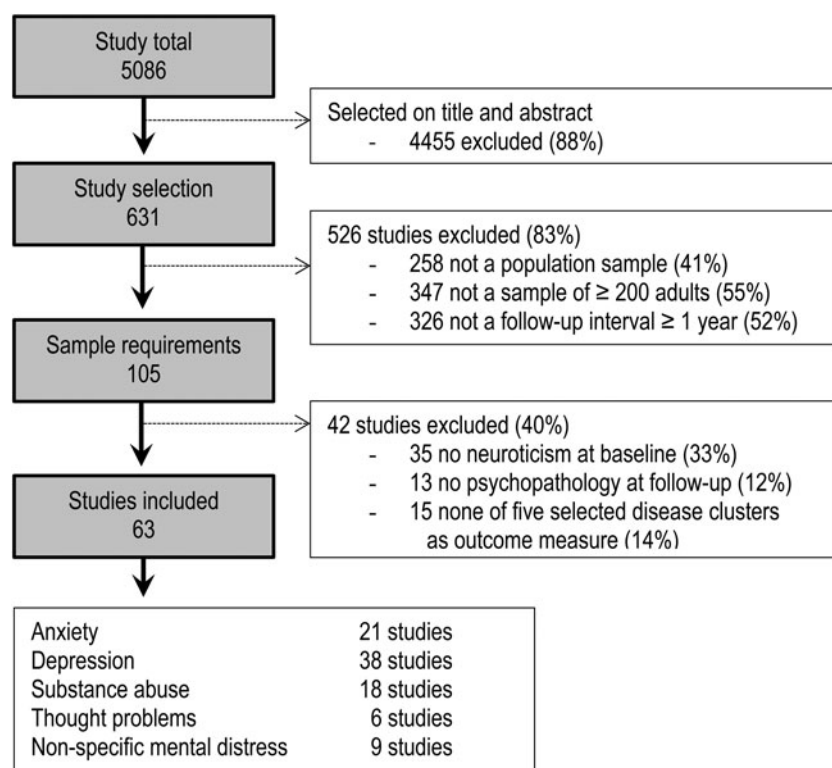 Study total
5086
Selected on title and abstract
- 4455 excluded (88%)
Study selection
631
526 studies excluded (83%)
- 258 not a population sample (41%)
- 347 not a sample of ≥ 200 adults (55%)
- 326 not a follow-up interval ≥ 1 year (52%)
Sample requirements
105
42 studies excluded (40%)
- 35 no neuroticism at baseline (33%)
- 13 no psychopathology at follow-up (12%)
- 15 none of five selected disease clusters
as outcome measure (14%)
Studies included
63
Anxiety 21 studies
Depression 38 studies
Substance abuse 18 studies
Thought problems 6 studies
Non-specific mental distress 9 studies